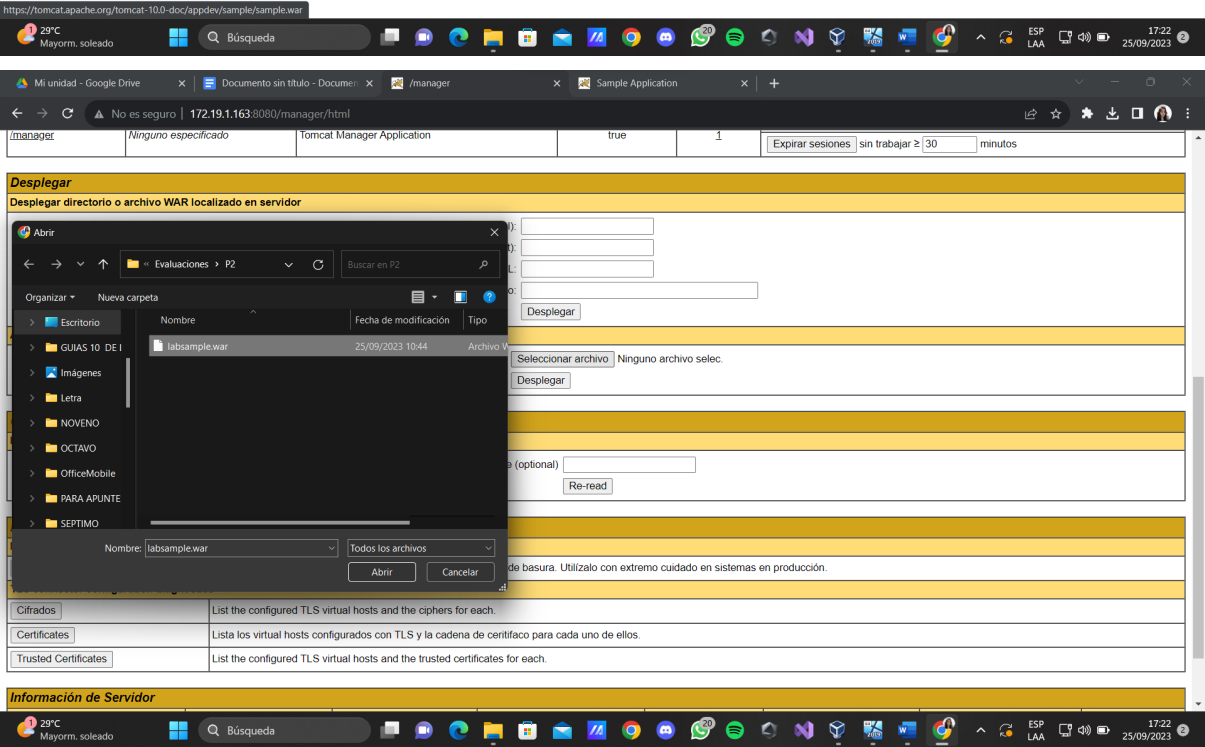 https://tomcat.apache.org/tomcat-10.0-doc/appdev/sample/sample.war
1
29°C
Mayorm. soleado
Búsqueda
20
ESP
LAA
17:22
25/09/2023
2
Mi unidad - Google Drive
Documento sin título - Documen
/manager
Sample Application
No es seguro
172.19.1.163:8080/manager/html
/manager
Ninguno especificado
Tomcat Manager Application
true
1
Expirar sesiones
sin trabajar ≥
30
minutos
Desplegar
Desplegar directorio o archivo WAR localizado en servidor
Abrir
Evaluaciones
P2
Buscar en P2
Organizar
Nueva carpeta
Nombre
Fecha de modificación
Tipo
Escritorio
GUIAS 10 DE I
Imágenes
Letra
NOVENO
OCTAVO
OfficeMobile
PARA APUNTE
SEPTIMO
labsample.war
25/09/2023 10:44
Archivo W
Nombre:
labsample.war
Todos los archivos
Abrir
Cancelar
Desplegar
Seleccionar archivo
Ninguno archivo selec.
Desplegar
e (optional)
Re-read
de basura. Utilízalo con extremo cuidado en sistemas en producción.
Cifrados
List the configured TLS virtual hosts and the ciphers for each.
Certificates
Lista los virtual hosts configurados con TLS y la cadena de ceritifaco para cada uno de ellos.
Trusted Certificates
List the configured TLS virtual hosts and the trusted certificates for each.
Información de Servidor
1
29°C
Mayorm. soleado
Búsqueda
20
ESP
LAA
17:22
25/09/2023
2